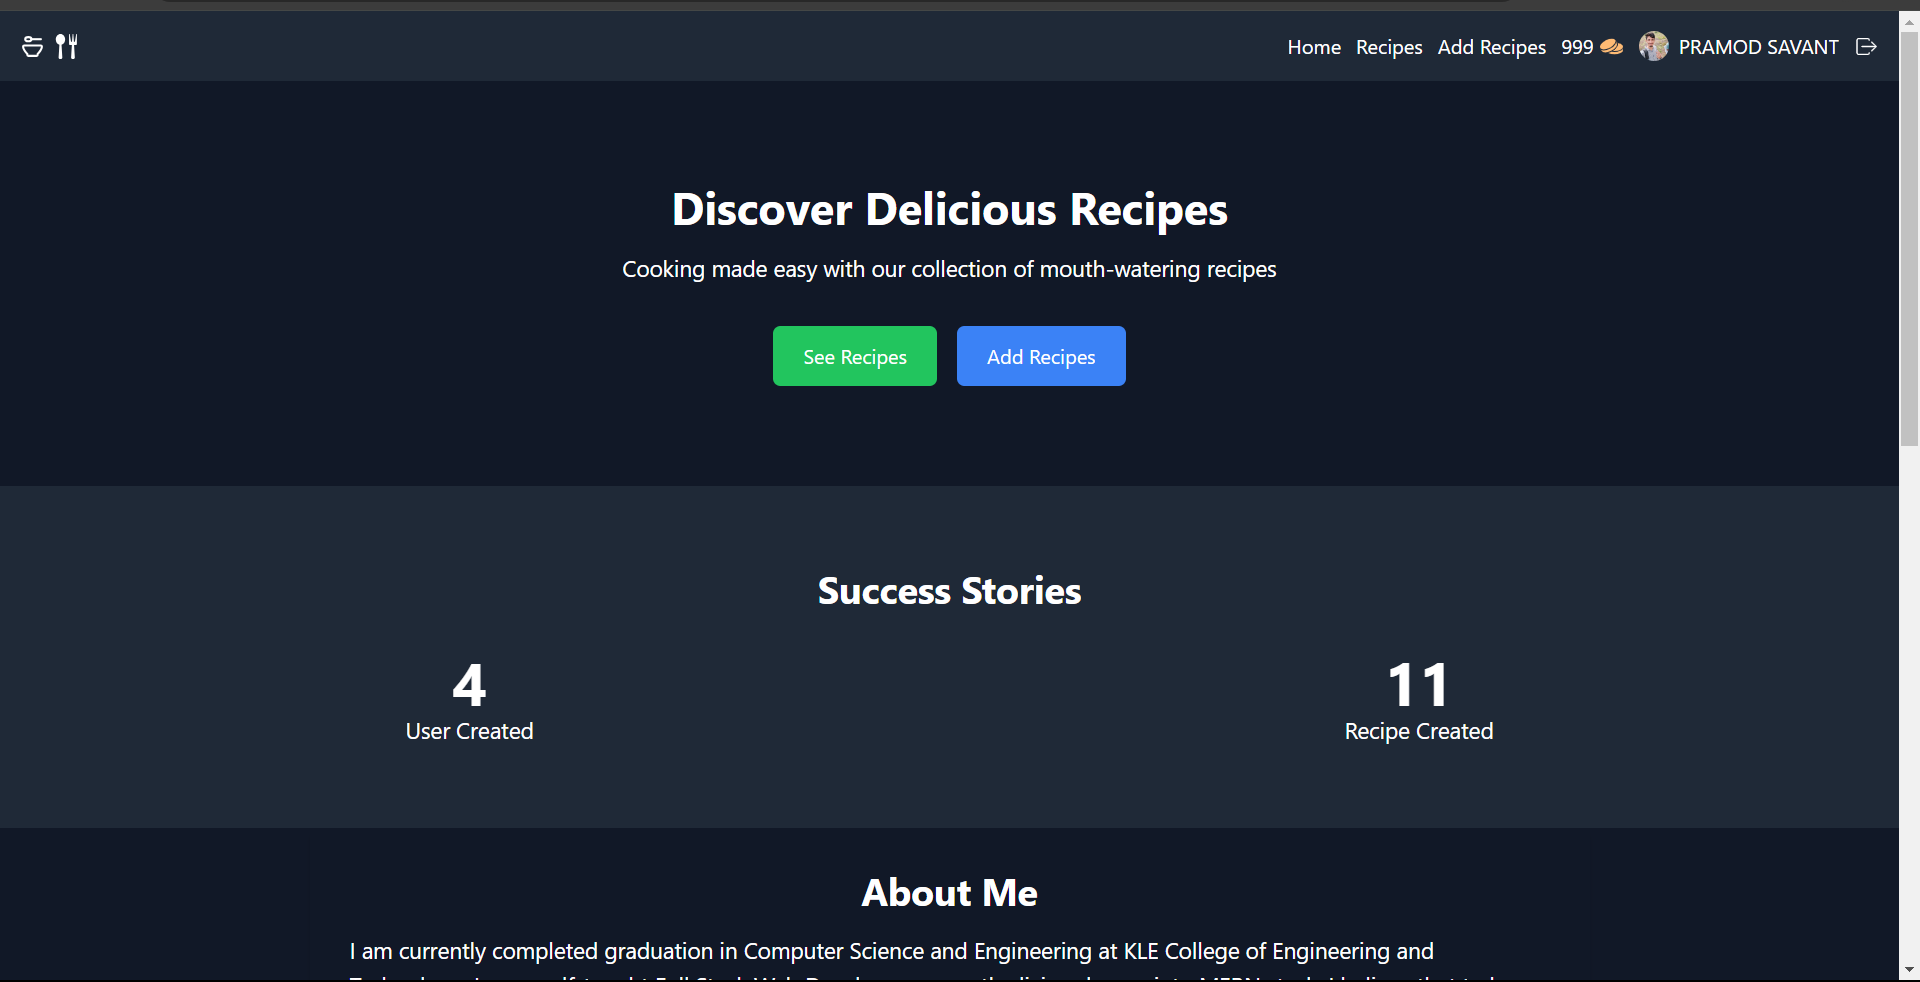 Home Recipes Add Recipes 999 PRAMOD SAVANT
Discover Delicious Recipes
Cooking made easy with our collection of mouth-watering recipes
See Recipes Add Recipes
Success Stories
4 11
User Created Recipe Created
About Me
I am currently completed graduation in Computer Science and Engineering at KLE College of Engineering and